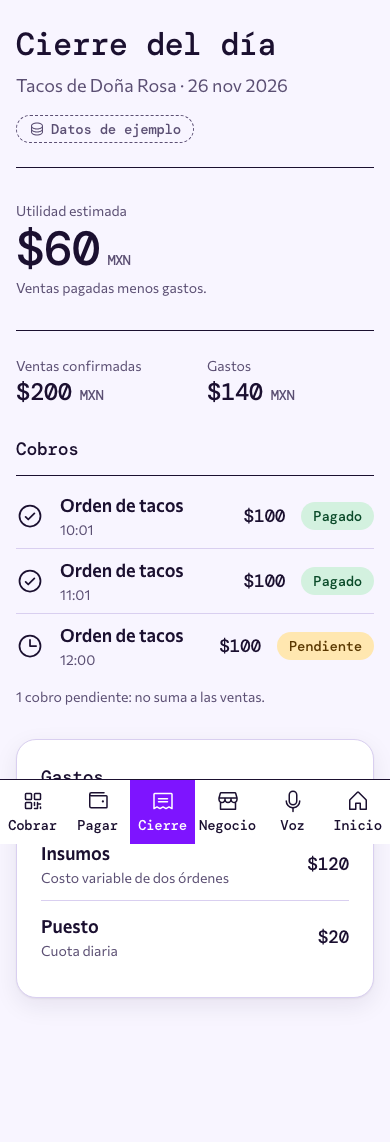 Cierre del día
Tacos de Doña Rosa · 26 nov 2026
Datos de ejemplo
Utilidad estimada
$60 MXN
Ventas pagadas menos gastos.
Ventas confirmadas
$200 MXN
Gastos
$140 MXN
Cobros
Orden de tacos
10:01
$100
Pagado
Orden de tacos
11:01
$100
Pagado
Orden de tacos
12:00
$100
Pendiente
1 cobro pendiente: no suma a las ventas.
Gastos
Cobrar
Pagar
Cierre
Negocio
Voz
Inicio
Insumos
Costo variable de dos órdenes
$120
Puesto
Cuota diaria
$20